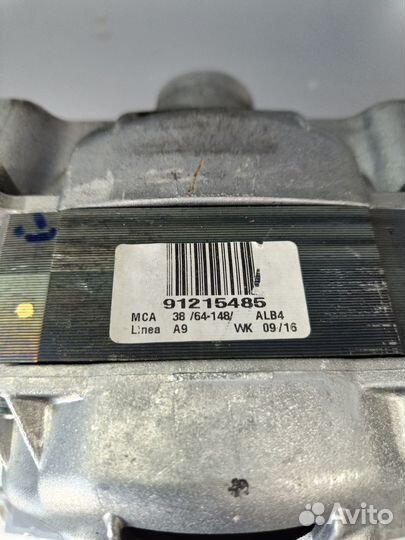 91215485
MCA 38 /64-148/ ALB4
Linea A9 WK 09/16
Avito